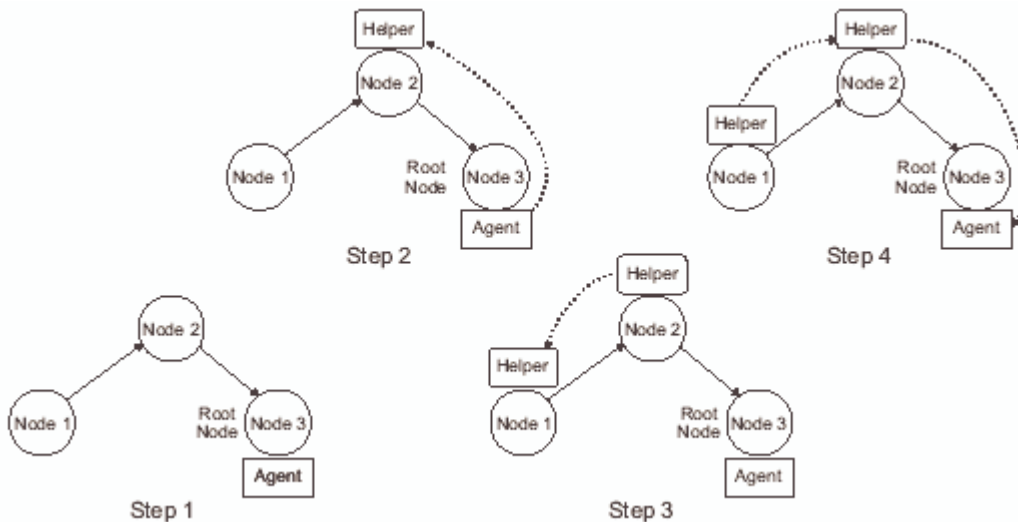 Helper
Node 2
Node 1
Root
Node
Node 3
Agent
Step 2
Helper
Node 2
Helper
Node 1
Root
Node
Node 3
Agent
Step 4
Node 2
Node 1
Root
Node
Node 3
Agent
Step 1
Helper
Node 2
Helper
Node 1
Root
Node
Node 3
Agent
Step 3